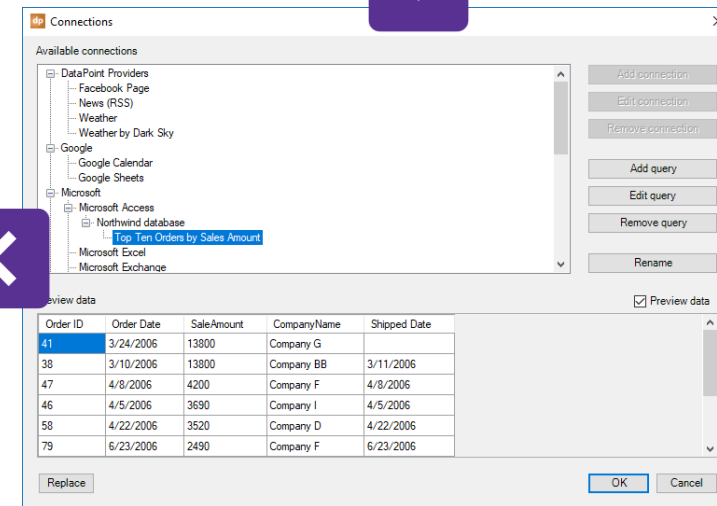 dp Connections
Available connections
DataPoint Providers
Facebook Page
News (RSS)
Weather
Weather by Dark Sky
Google
Google Calendar
Google Sheets
Microsoft
Microsoft Access
Northwind database
Top Ten Orders by Sales Amount
Microsoft Excel
Microsoft Exchange
Add connection
Edit connection
Remove connection
Add query
Edit query
Remove query
Rename
eview data
Preview data
Order ID Order Date SaleAmount CompanyName Shipped Date
41 3/24/2006 13800 Company G
38 3/10/2006 13800 Company BB 3/11/2006
47 4/8/2006 4200 Company F 4/8/2006
46 4/5/2006 3690 Company I 4/5/2006
58 4/22/2006 3520 Company D 4/22/2006
79 6/23/2006 2490 Company F 6/23/2006
Replace
OK Cancel